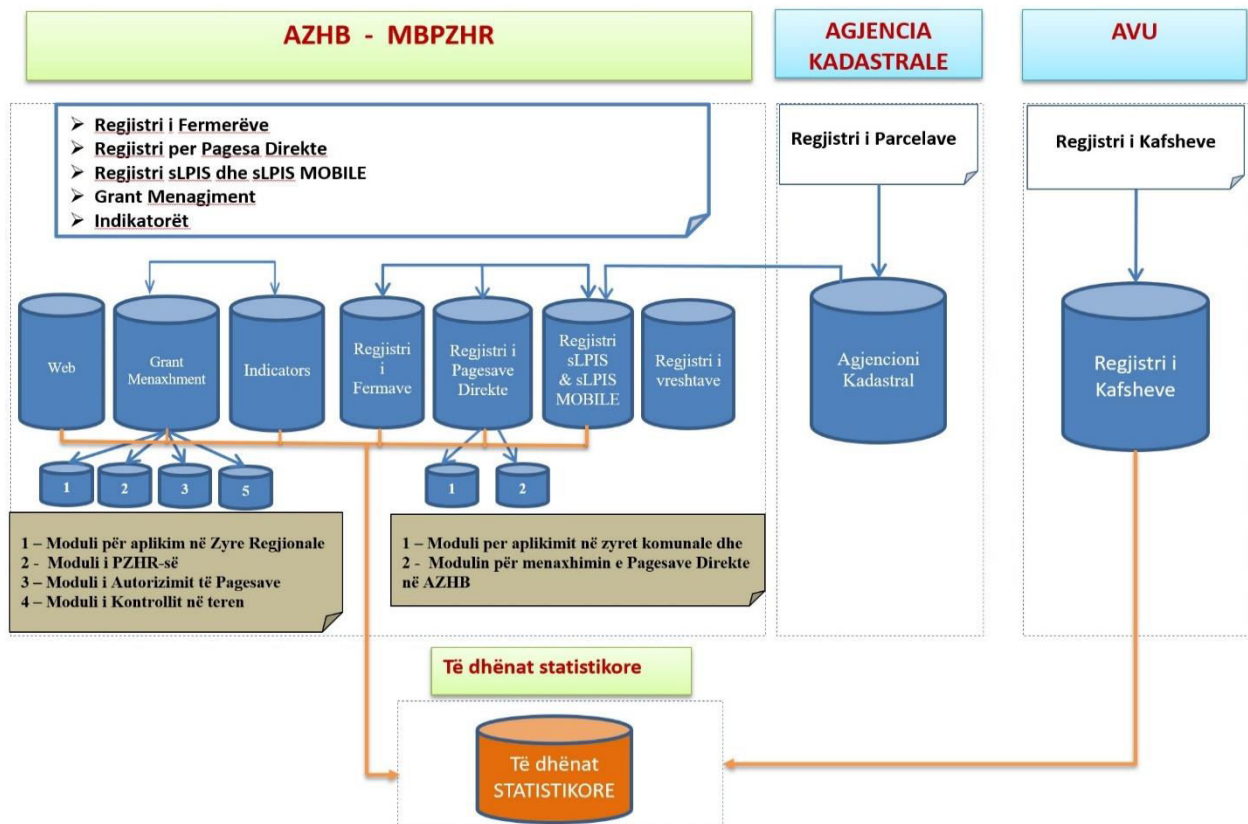 AZHB - MBPZHR
AGJENCIA
KADASTRALE
AVU
➢ Regjistri i Fermerëve
➢ Regjistri per Pagesa Direkte
➢ Regjistri sLPIS dhe sLPIS MOBILE
➢ Grant Menagjment
➢ Indikatorët
Regjistri i Parcelave
Regjistri i Kafsheve
Web
Grant
Menaxhment
Indicators
Regjistri
i
Fermave
Regjistri i
Pagesave
Direkte
Regjistri
sLPIS
& sLPIS
MOBILE
Regjistri i
vreshtave
Agjencioni
Kadastral
Regjistri i
Kafsheve
1
2
3
5
1
2
1 – Moduli për aplikim në Zyre Regjionale
2 - Moduli i PZHR-së
3 – Moduli i Autorizimit të Pagesave
4 – Moduli i Kontrollit në teren
1 – Moduli per aplikimit në zyret komunale dhe
2 - Modulin për menaxhimin e Pagesave Direkte
në AZHB
Të dhënat statistikore
Të dhënat
STATISTIKORE